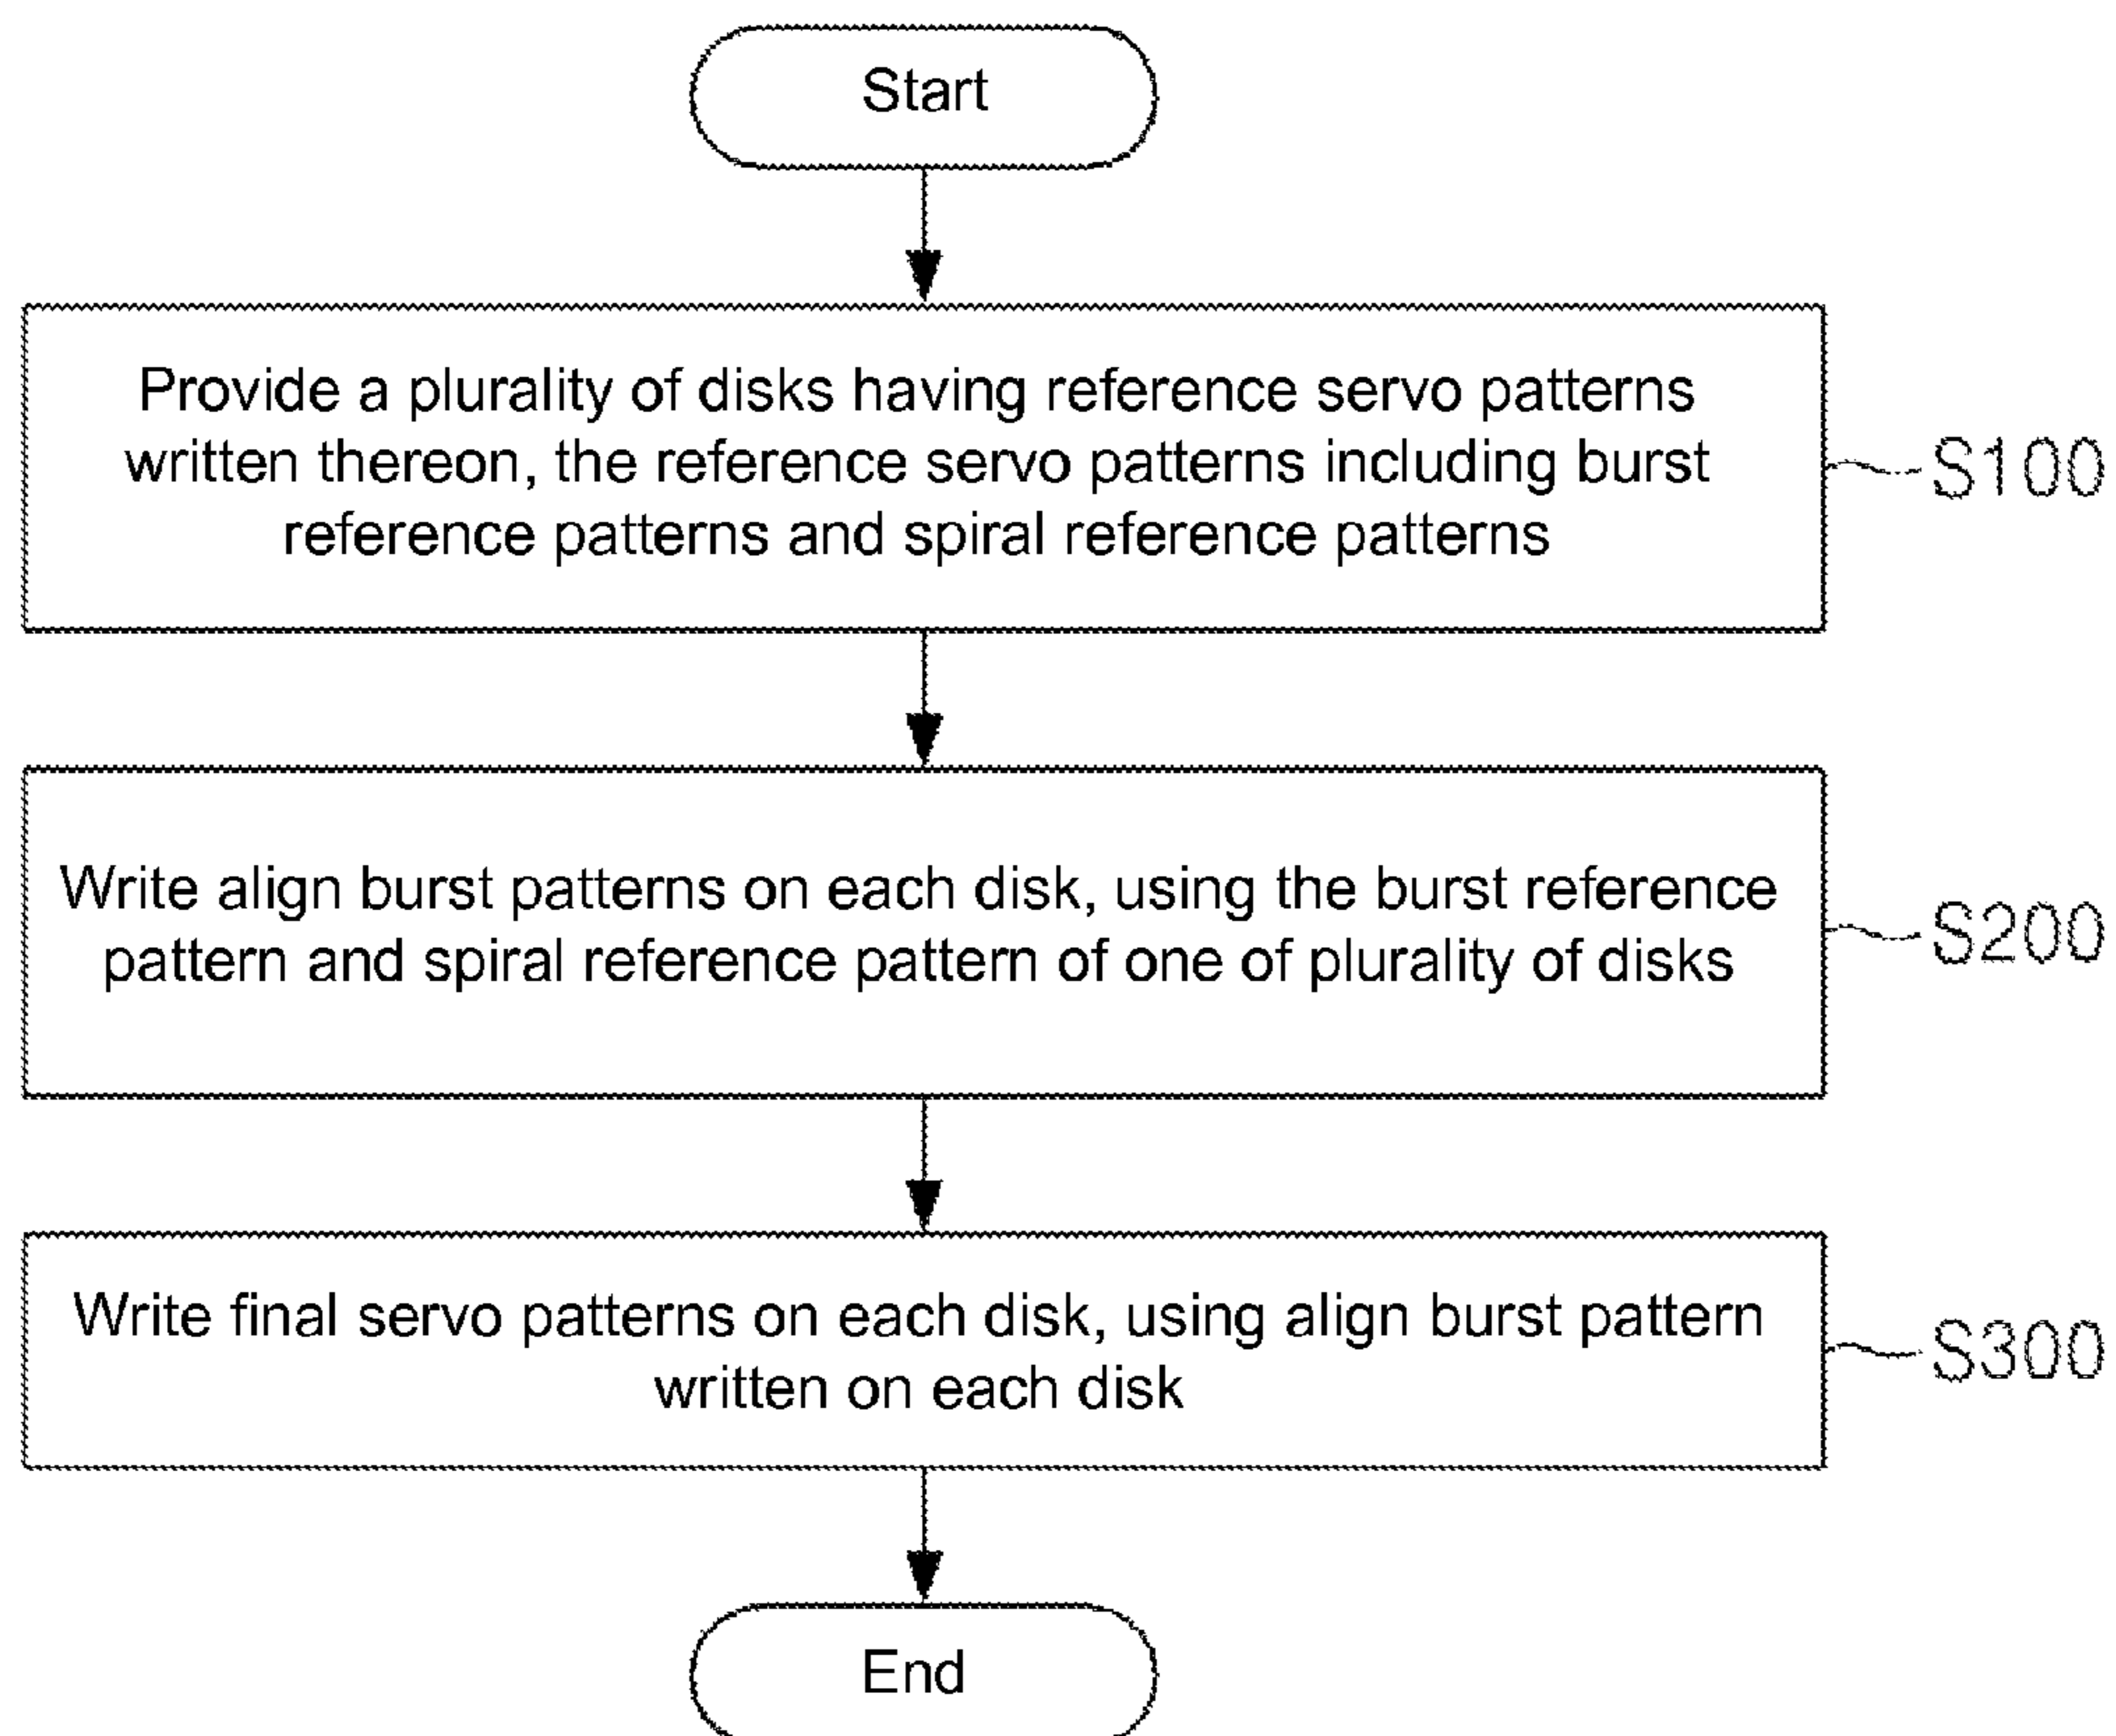 Start
Provide a plurality of disks having reference servo patterns
written thereon, the reference servo patterns including burst
reference patterns and spiral reference patterns
S100
Write align burst patterns on each disk, using the burst reference
pattern and spiral reference pattern of one of plurality of disks
S200
Write final servo patterns on each disk, using align burst pattern
written on each disk
S300
End